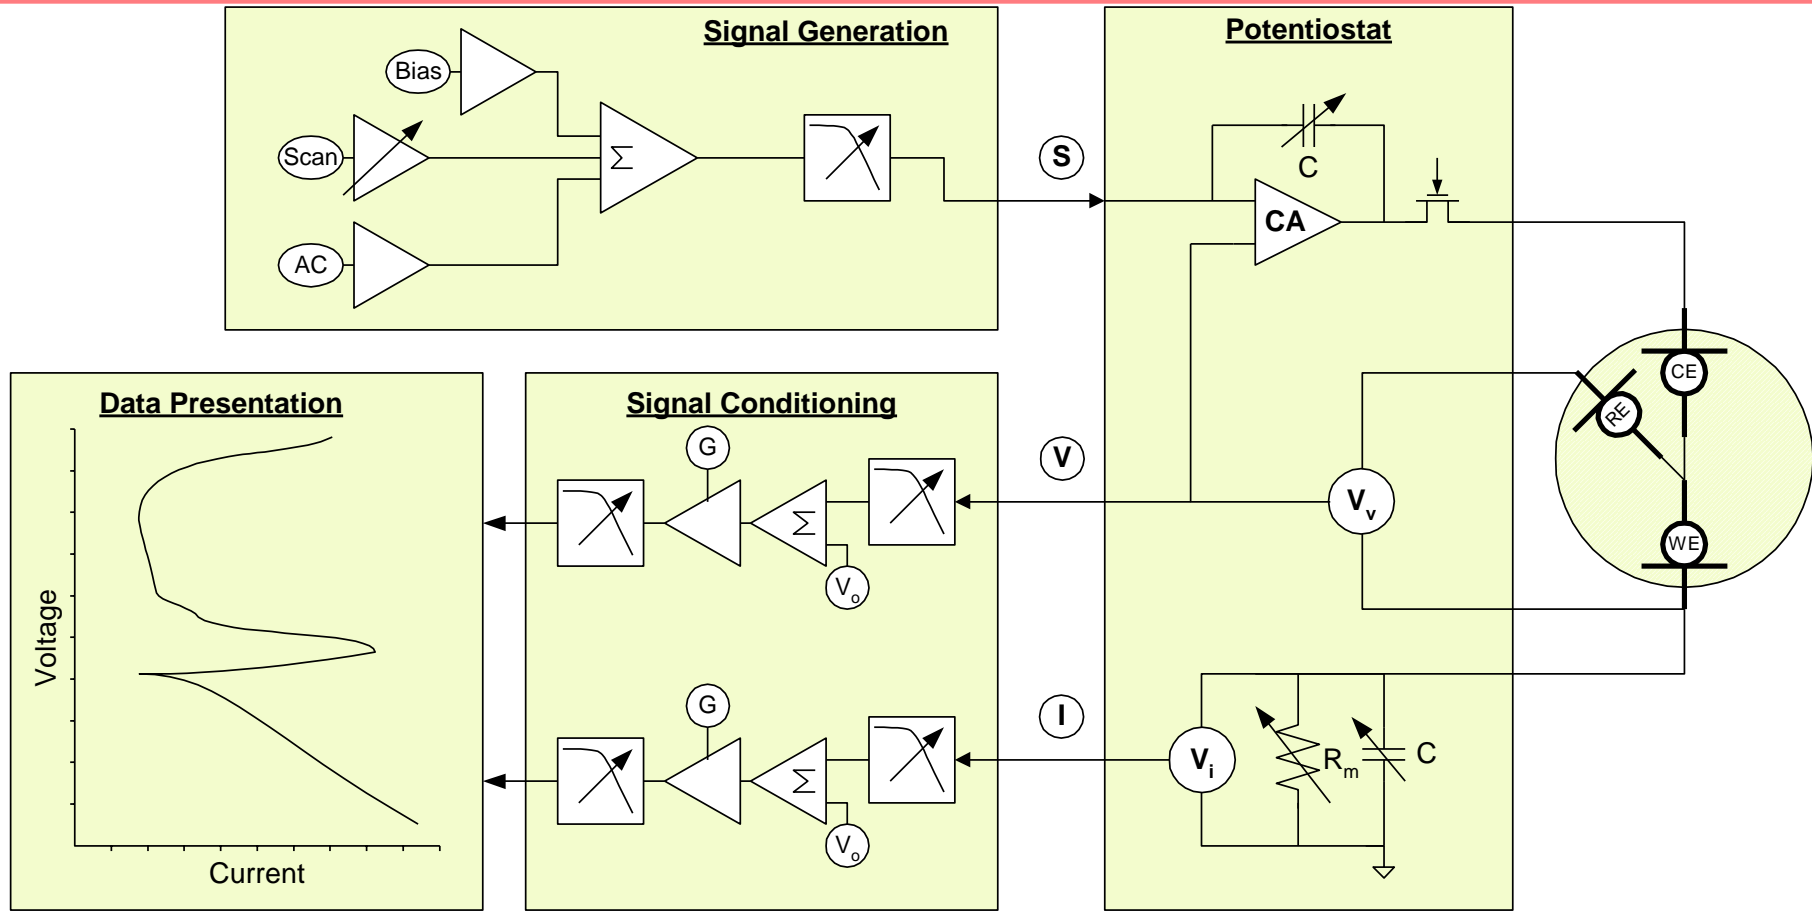 Signal Generation
Bias
Scan
AC
Σ
S
Potentiostat
C
CA
CE
RE
WE
Data Presentation
Voltage
Current
Signal Conditioning
G
Σ
Vo
V
Vv
G
Σ
Vo
I
Vi
Rm
C